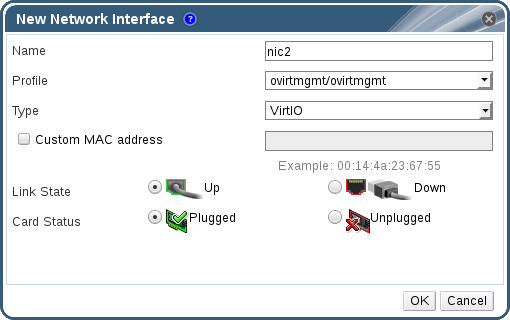 New Network Interface ?
Name nic2
Profile ovirtmgmt/ovirtmgmt
Type VirtIO
Custom MAC address
Example: 00:14:4a:23:67:55
Link State Up Down
Card Status Plugged Unplugged
OK Cancel